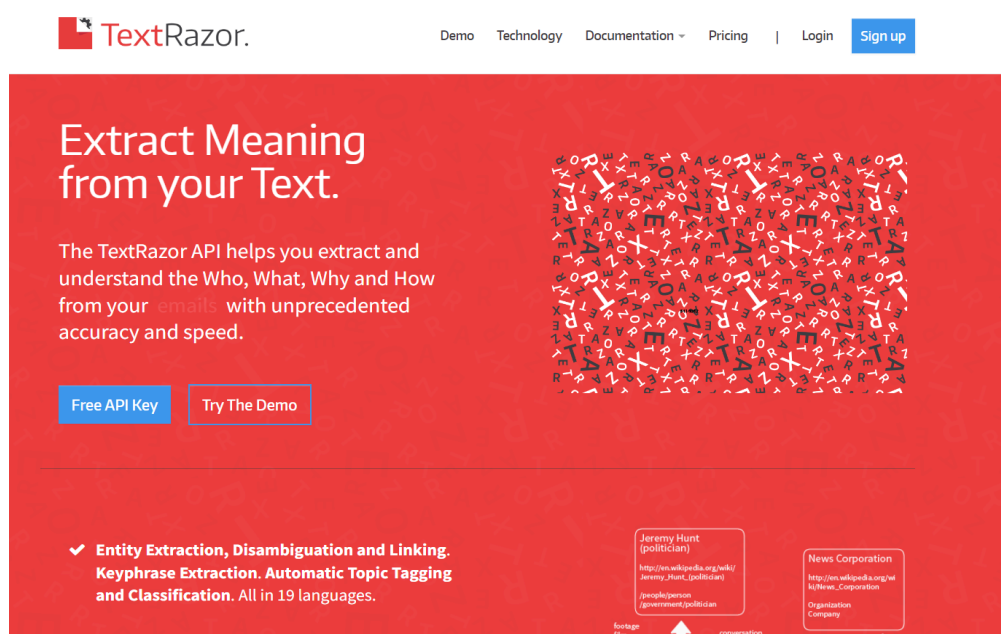 TextRazor.
Demo Technology Documentation Pricing | Login Sign up
Extract Meaning
from your Text.
The TextRazor API helps you extract and
understand the Who, What, Why and How
from your emails with unprecedented
accuracy and speed.
Free API Key Try The Demo
Entity Extraction, Disambiguation and Linking.
Keyphrase Extraction. Automatic Topic Tagging
and Classification. All in 19 languages.
Jeremy Hunt
(politician)
http://en.wikipedia.org/wiki/
Jeremy_Hunt_(politician)
/people/person
/government/politician
News Corporation
http://en.wikipedia.org/wi
ki/News_Corporation
Organization
Company
footage
conversation